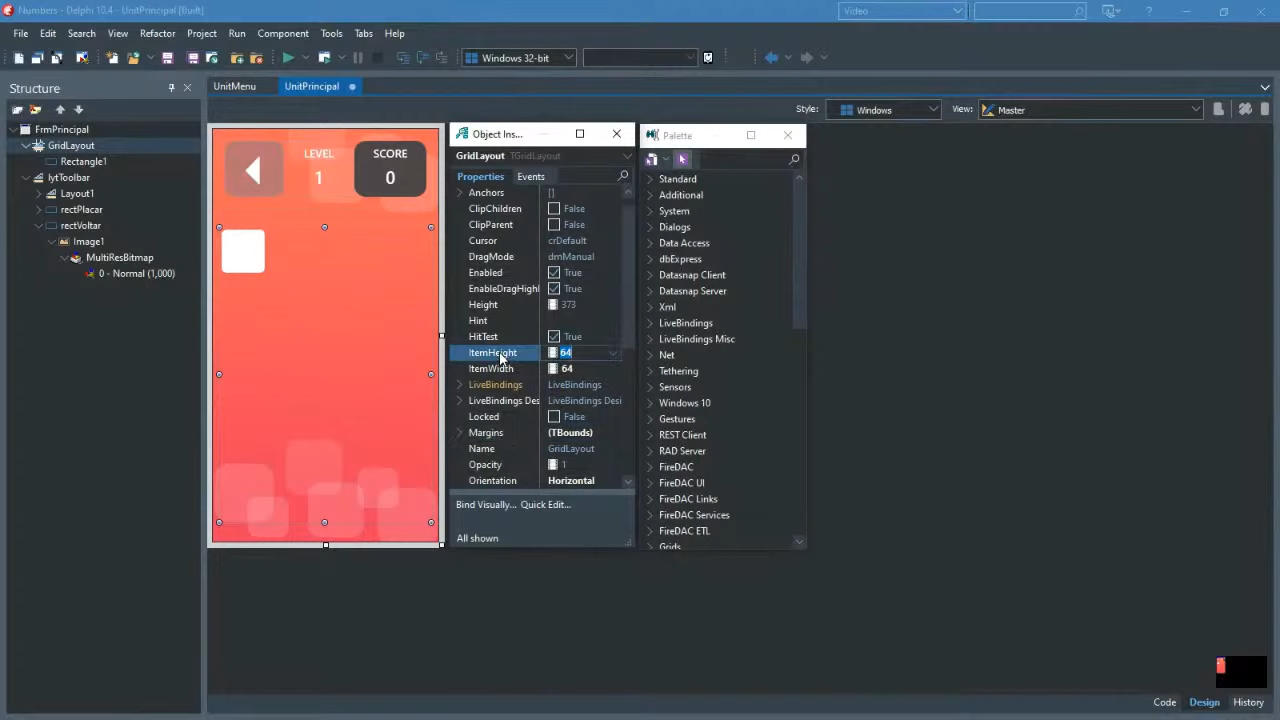 Numbers - Delphi 10.4 - UnitPrincipal [Built]
Video
File Edit Search View Refactor Project Run Component Tools Tabs Help
Windows 32-bit
Structure
UnitMenu
UnitPrincipal
Style:
Windows
View:
Master
FrmPrincipal
GridLayout
Rectangle1
lytToolbar
Layout1
rectPlacar
rectVoltar
Image1
MultiResBitmap
0 - Normal (1,000)
LEVEL
1
SCORE
0
Object Ins...
GridLayout TGridLayout
Properties
Events
Anchors []
ClipChildren False
ClipParent False
Cursor crDefault
DragMode dmManual
Enabled True
EnableDragHighl True
Height 373
Hint
HitTest True
ItemHeight 64
ItemWidth 64
LiveBindings LiveBindings
LiveBindings Des LiveBindings Desi
Locked False
Margins (TBounds)
Name GridLayout
Opacity 1
Orientation Horizontal
Bind Visually... Quick Edit...
All shown
Palette
Standard
Additional
System
Dialogs
Data Access
dbExpress
Datasnap Client
Datasnap Server
Xml
LiveBindings
LiveBindings Misc
Net
Tethering
Sensors
Windows 10
Gestures
REST Client
RAD Server
FireDAC
FireDAC UI
FireDAC Links
FireDAC Services
FireDAC ETL
Grids
Code
Design
History